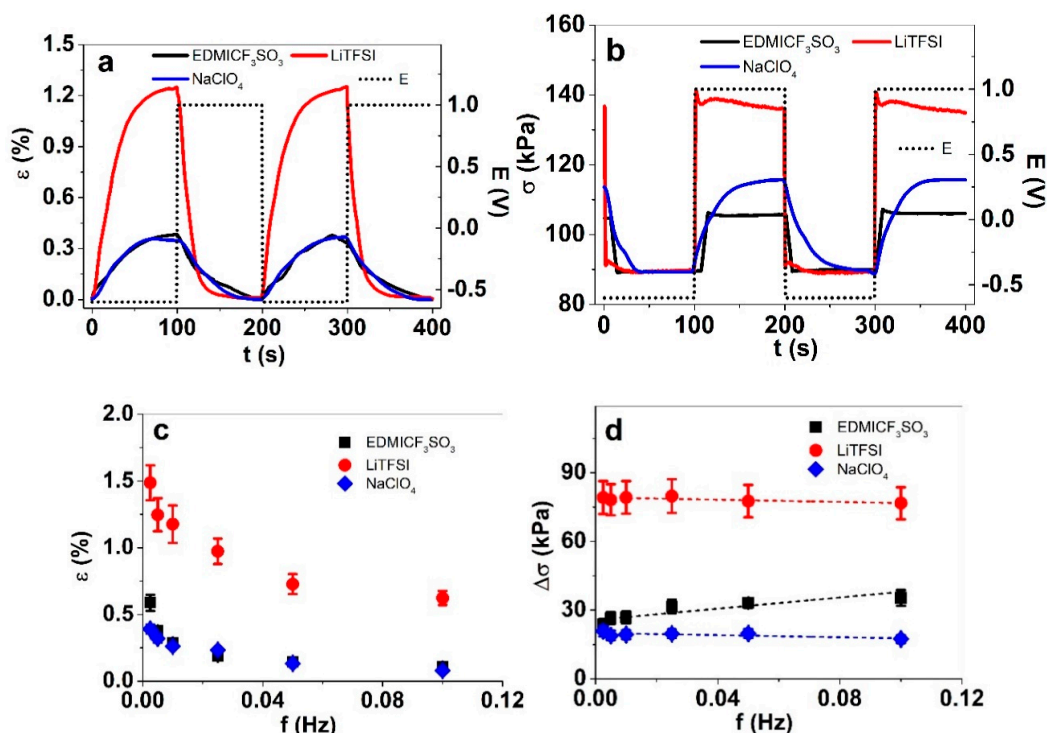 a
EDMICF₃SO₃ LiTFSI
NaClO₄ E
1.5
1.2
0.9
0.6
0.3
0.0
ε (%)
1.0
0.5
0.0
-0.5
E (V)
0 100 200 300 400
t (s)
b
EDMICF₃SO₃ LiTFSI
NaClO₄
E
160
140
120
100
80
σ (kPa)
1.0
0.5
0.0
-0.5
E (V)
0 100 200 300 400
t (s)
c
EDMICF₃SO₃
LiTFSI
NaClO₄
2.0
1.5
1.0
0.5
0.0
ε (%)
0.00 0.04 0.08 0.12
f (Hz)
d
EDMICF₃SO₃
LiTFSI
NaClO₄
90
60
30
0
Δσ (kPa)
0.00 0.04 0.08 0.12
f (Hz)